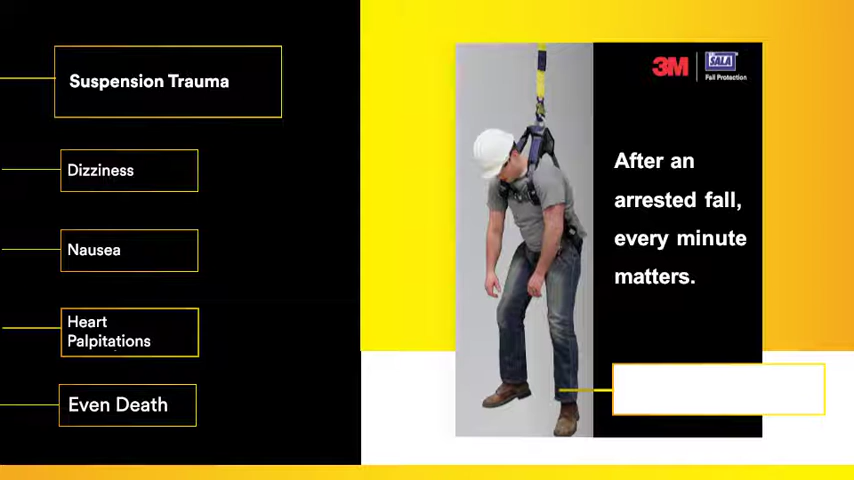 Suspension Trauma
Dizziness
Nausea
Heart
Palpitations
Even Death
3M
SALA
Fall Protection
After an
arrested fall,
every minute
matters.